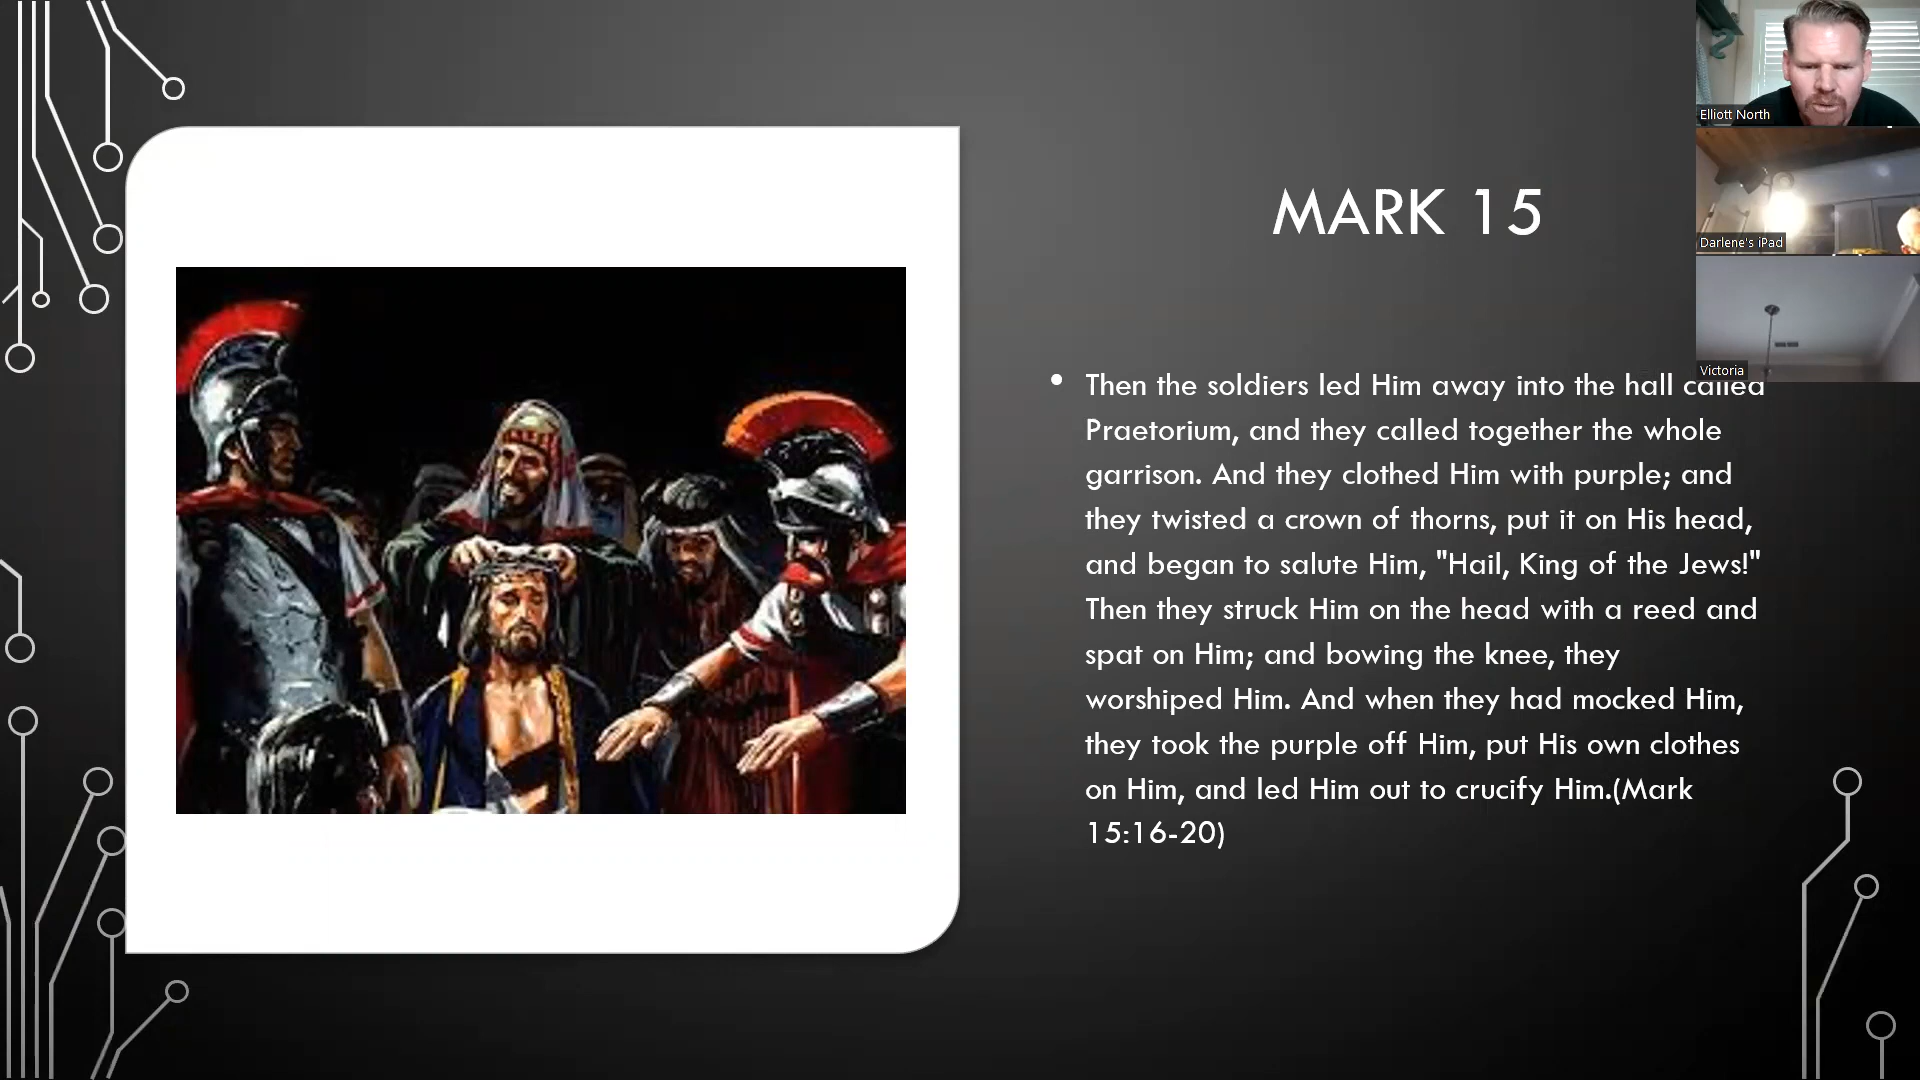 MARK 15
• Then the soldiers led Him away into the hall called
Praetorium, and they called together the whole
garrison. And they clothed Him with purple; and
they twisted a crown of thorns, put it on His head,
and began to salute Him, "Hail, King of the Jews!"
Then they struck Him on the head with a reed and
spat on Him; and bowing the knee, they
worshiped Him. And when they had mocked Him,
they took the purple off Him, put His own clothes
on Him, and led Him out to crucify Him.(Mark
15:16-20)
Elliott North
Darlene's iPad
Victoria